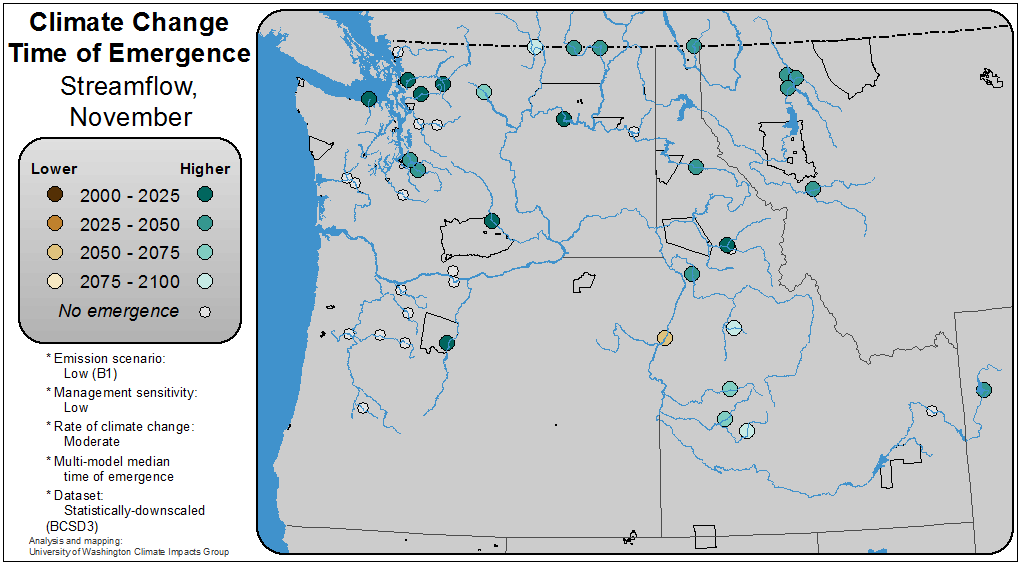 Climate Change
Time of Emergence
Streamflow,
November
Lower Higher
2000 - 2025
2025 - 2050
2050 - 2075
2075 - 2100
No emergence
* Emission scenario:
Low (B1)
* Management sensitivity:
Low
* Rate of climate change:
Moderate
* Multi-model median
time of emergence
* Dataset:
Statistically-downscaled
(BCSD3)
Analysis and mapping:
University of Washington Climate Impacts Group